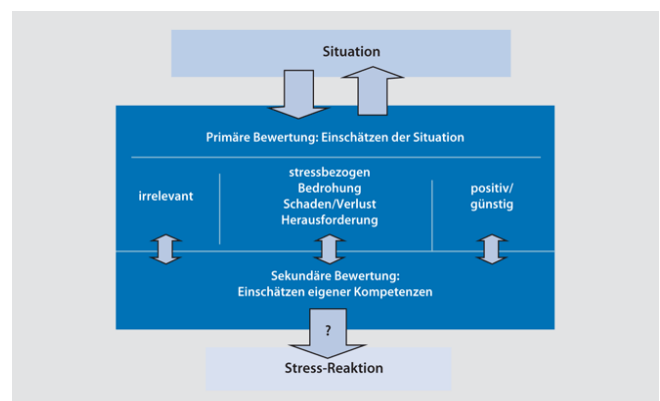 Situation
Primäre Bewertung: Einschätzen der Situation
irrelevant
stressbezogen
Bedrohung
Schaden/Verlust
Herausforderung
positiv/
günstig
Sekundäre Bewertung:
Einschätzen eigener Kompetenzen
?
Stress-Reaktion